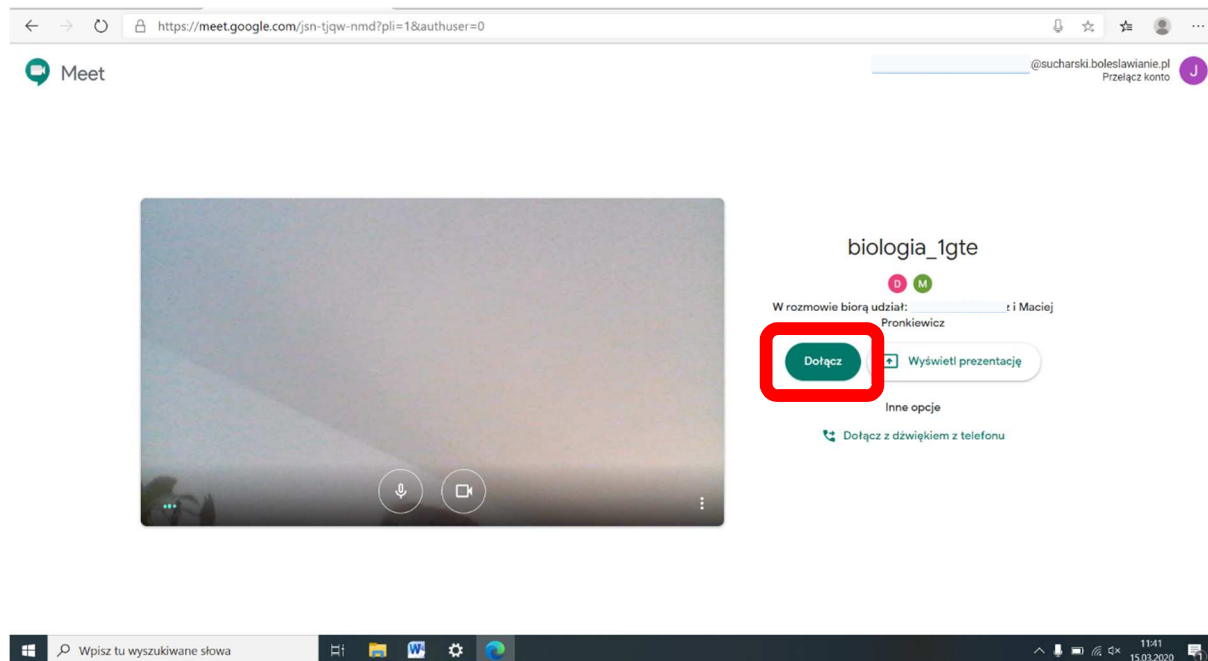 https://meet.google.com/jsn-tjqw-nmd?pli=1&authuser=0
Meet
@sucharski.boleslawianie.pl
Przełącz konto
J
biologia_1gte
D M
W rozmowie biorą udział: z i Maciej
Pronkiewicz
Dołącz
Wyświetl prezentację
Inne opcje
Dołącz z dźwiękiem z telefonu
Wpisz tu wyszukiwane słowa
11:41
15.03.2020